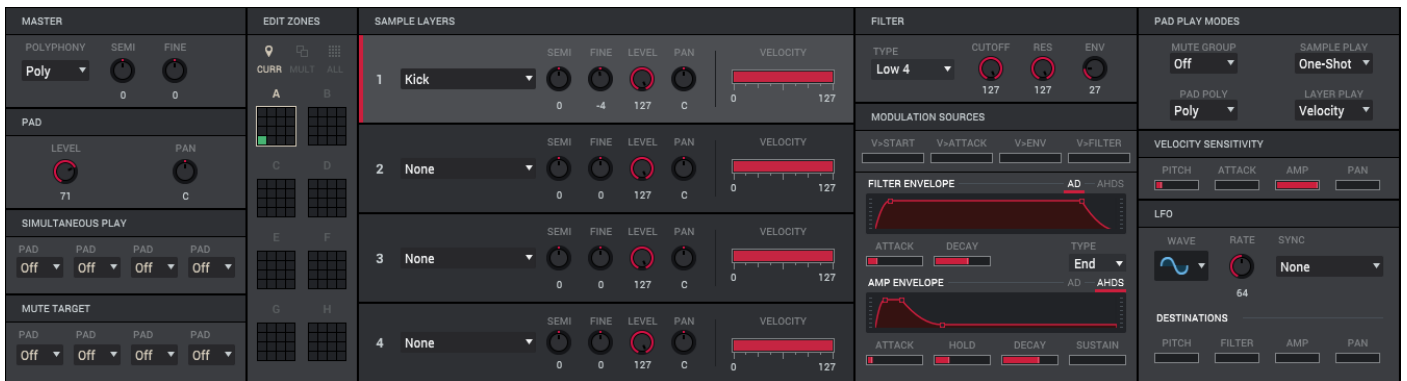 MASTER
POLYPHONY SEMI FINE
Poly
0 0
PAD
LEVEL PAN
71 C
SIMULTANEOUS PLAY
PAD PAD PAD PAD
Off Off Off Off
MUTE TARGET
PAD PAD PAD PAD
Off Off Off Off
EDIT ZONES
CURR MULT ALL
A B
C D
E F
G H
SAMPLE LAYERS
SEMI FINE LEVEL PAN VELOCITY
1 Kick
0 -4 127 C 0 127
SEMI FINE LEVEL PAN VELOCITY
2 None
0 0 127 C 0 127
SEMI FINE LEVEL PAN VELOCITY
3 None
0 0 127 C 0 127
SEMI FINE LEVEL PAN VELOCITY
4 None
0 0 127 C 0 127
FILTER
TYPE CUTOFF RES ENV
Low 4
127 127 27
MODULATION SOURCES
V>START V>ATTACK V>ENV V>FILTER
FILTER ENVELOPE AD AHDS
ATTACK DECAY TYPE
End
AMP ENVELOPE AD AHDS
ATTACK HOLD DECAY SUSTAIN
PAD PLAY MODES
MUTE GROUP SAMPLE PLAY
Off One-Shot
PAD POLY LAYER PLAY
Poly Velocity
VELOCITY SENSITIVITY
PITCH ATTACK AMP PAN
LFO
WAVE RATE SYNC
None
64
DESTINATIONS
PITCH FILTER AMP PAN